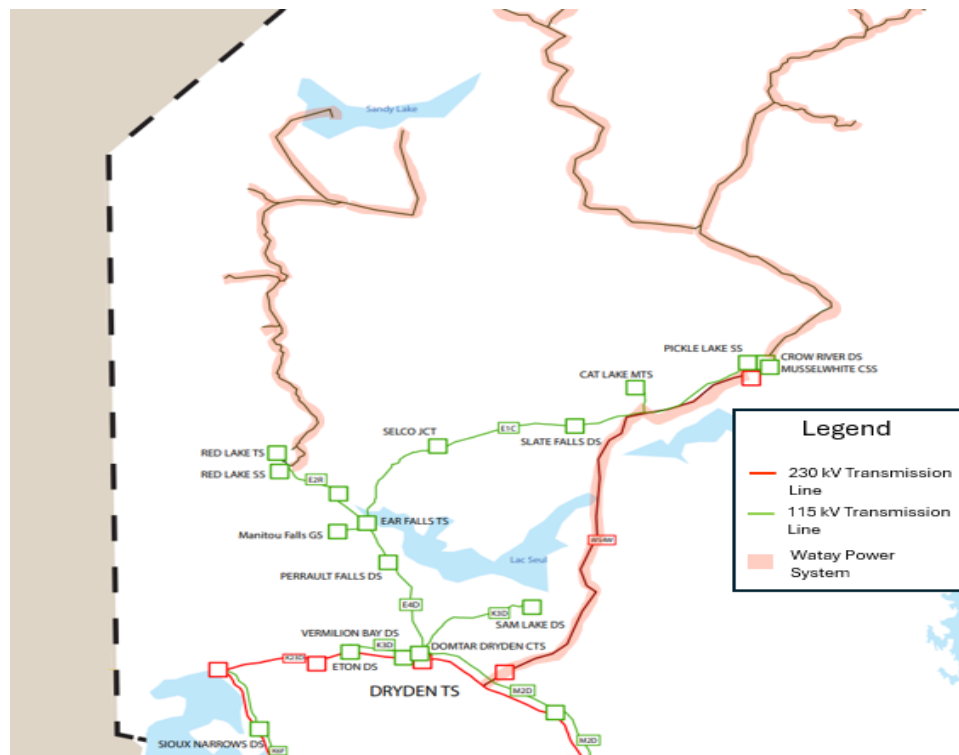 Sandy Lake
PICKLE LAKE SS
CROW RIVER DS
MUSSELWHITE CSS
CAT LAKE MTS
SELCO JCT
E1C
SLATE FALLS DS
RED LAKE TS
RED LAKE SS
E2R
EAR FALLS TS
Manitou Falls GS
Lac Seul
W54W
PERRAULT FALLS DS
E4D
K3D
SAM LAKE DS
VERMILION BAY DS
K3D
DOMTAR DRYDEN CTS
K23D
ETON DS
DRYDEN TS
M2D
SIOUX NARROWS DS
K6F
M2D
Legend
230 kV Transmission
Line
115 kV Transmission
Line
Watay Power
System